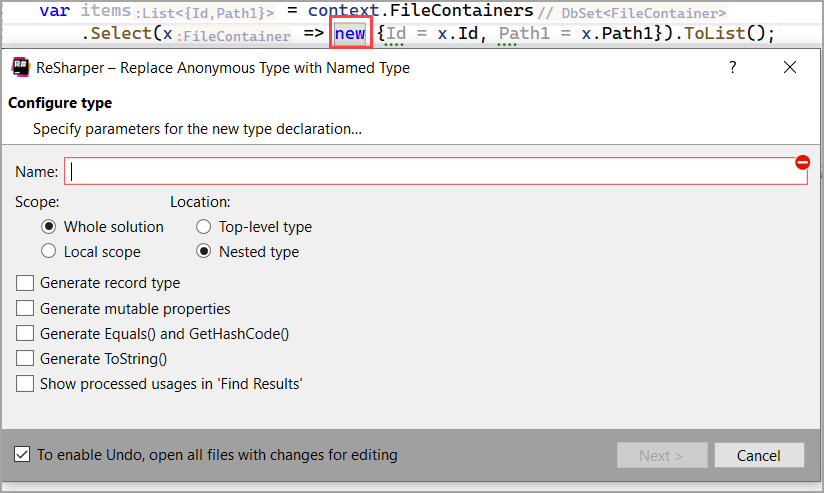 var items:List<{Id,Path1}> = context.FileContainers// DbSet<FileContainer>
.Select(x:FileContainer => new {Id = x.Id, Path1 = x.Path1}).ToList();
R#
ReSharper – Replace Anonymous Type with Named Type
?
Configure type
Specify parameters for the new type declaration...
Name:
Scope: Location:
Whole solution Top-level type
Local scope Nested type
Generate record type
Generate mutable properties
Generate Equals() and GetHashCode()
Generate ToString()
Show processed usages in 'Find Results'
To enable Undo, open all files with changes for editing Next > Cancel